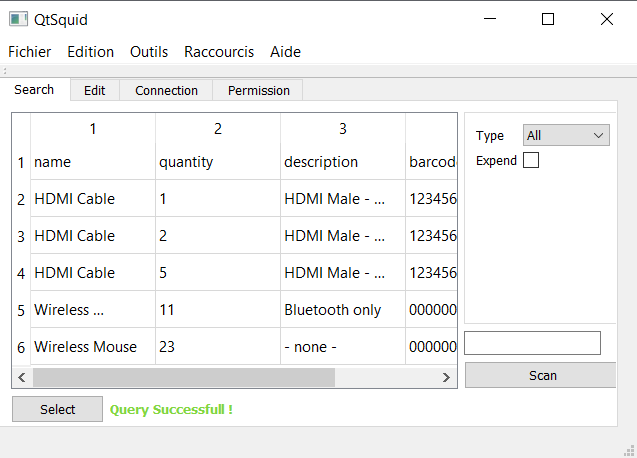 QtSquid
Fichier Edition Outils Raccourcis Aide
Search Edit Connection Permission
1 2 3
1 name quantity description barcode
2 HDMI Cable 1 HDMI Male - ... 123456
3 HDMI Cable 2 HDMI Male - ... 123456
4 HDMI Cable 5 HDMI Male - ... 123456
5 Wireless ... 11 Bluetooth only 000000
6 Wireless Mouse 23 - none - 000000
Type All
Expend
Scan
Select Query Successfull !